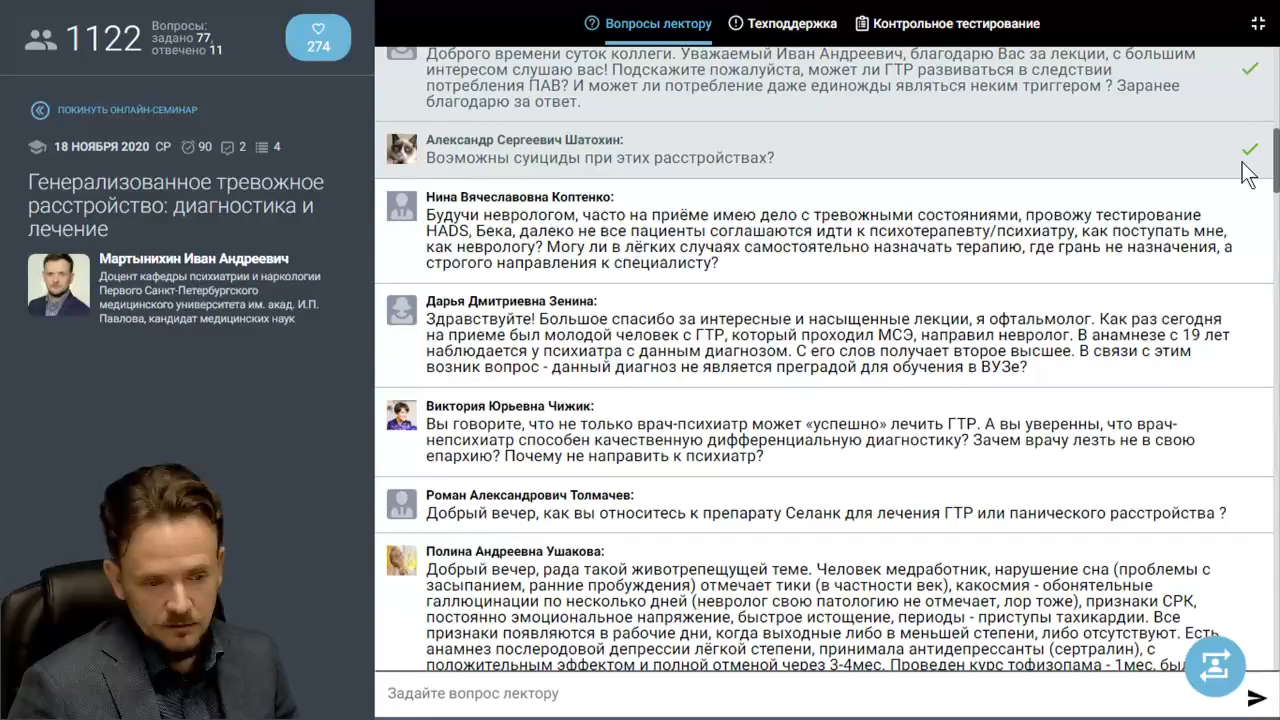 1122
Вопросы:
задано 77,
отвечено 11
274
Вопросы лектору
Техподдержка
Контрольное тестирование
ПОКИНУТЬ ОНЛАЙН-СЕМИНАР
18 НОЯБРЯ 2020 СР 90 2 4
Генерализованное тревожное
расстройство: диагностика и
лечение
Мартынихин Иван Андреевич
Доцент кафедры психиатрии и наркологии
Первого Санкт-Петербургского
медицинского университета им. акад. И.П.
Павлова, кандидат медицинских наук
Доброго времени суток коллеги. Уважаемый Иван Андреевич, благодарю Вас за лекции, с большим
интересом слушаю вас! Подскажите пожалуйста, может ли ГТР развиваться в следствии
потребления ПАВ? И может ли потребление даже единожды являться неким триггером ? Заранее
благодарю за ответ.
Александр Сергеевич Шатохин:
Возможны суициды при этих расстройствах?
Нина Вячеславовна Коптенко:
Будучи неврологом, часто на приёме имею дело с тревожными состояниями, провожу тестирование
HADS, Бека, далеко не все пациенты соглашаются идти к психотерапевту/психиатру, как поступать мне,
как неврологу? Могу ли в лёгких случаях самостоятельно назначать терапию, где грань не назначения, а
строгого направления к специалисту?
Дарья Дмитриевна Зенина:
Здравствуйте! Большое спасибо за интересные и насыщенные лекции, я офтальмолог. Как раз сегодня
на приеме был молодой человек с ГТР, который проходил МСЭ, направил невролог. В анамнезе с 19 лет
наблюдается у психиатра с данным диагнозом. С его слов получает второе высшее. В связи с этим
возник вопрос - данный диагноз не является преградой для обучения в ВУЗе?
Виктория Юрьевна Чижик:
Вы говорите, что не только врач-психиатр может «успешно» лечить ГТР. А вы уверенны, что врач-
непсихиатр способен качественную дифференциальную диагностику? Зачем врачу лезть не в свою
епархию? Почему не направить к психиатр?
Роман Александрович Толмачев:
Добрый вечер, как вы относитесь к препарату Селанк для лечения ГТР или панического расстройства ?
Полина Андреевна Ушакова:
Добрый вечер, рада такой животрепещущей теме. Человек медработник, нарушение сна (проблемы с
засыпанием, ранние пробуждения) отмечает тики (в частности век), какосмия - обонятельные
галлюцинации по несколько дней (невролог свою патологию не отмечает, лор тоже), признаки СРК,
постоянно эмоциональное напряжение, быстрое истощение, периоды - приступы тахикардии. Все
признаки появляются в рабочие дни, когда выходные либо в меньшей степени, либо отсутствуют. Есть
анамнез послеродовой депрессии лёгкой степени, принимала антидепрессанты (сертралин), с
положительным эффектом и полной отменой через 3-4мес. Проведен курс тофизопама - 1мес,
Задайте вопрос лектору